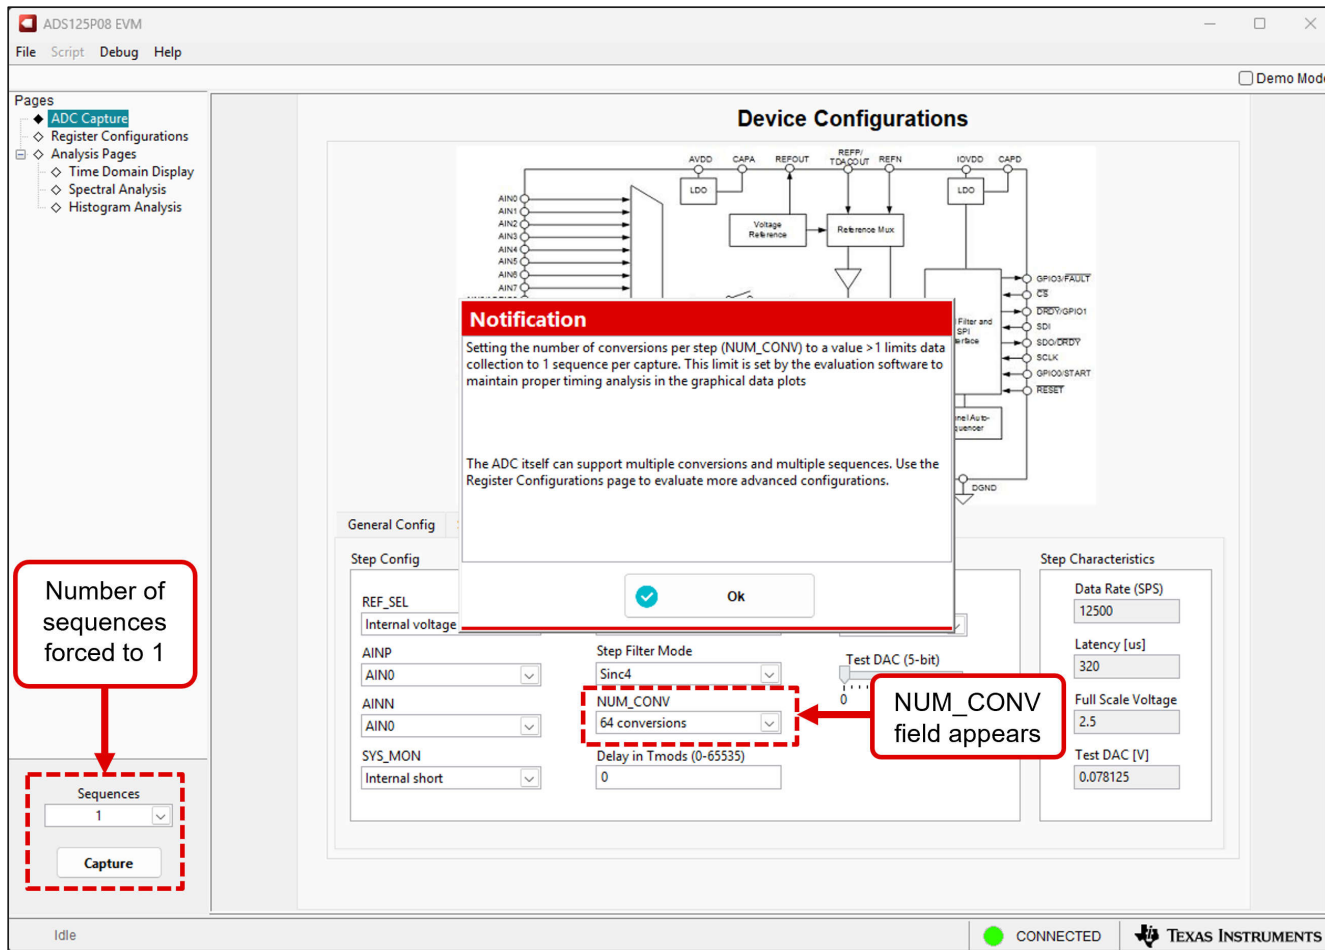 ADS125P08 EVM
File Script Debug Help
Demo Mode
Pages
ADC Capture
Register Configurations
Analysis Pages
Time Domain Display
Spectral Analysis
Histogram Analysis
Device Configurations
AVDD CAPA REFOUT REFP/ TDACOUT REFN IOVDD CAPD
LDO
LDO
Voltage Reference
Reference Mux
AIN0
AIN1
AIN2
AIN3
AIN4
AIN5
AIN6
AIN7
GPIO3/FAULT
CS
DRDY/GPIO1
SDI
SDO/DRDY
SCLK
GPIO0/START
RESET
Filter and
SPI
DGND
Notification
Setting the number of conversions per step (NUM_CONV) to a value >1 limits data
collection to 1 sequence per capture. This limit is set by the evaluation software to
maintain proper timing analysis in the graphical data plots
The ADC itself can support multiple conversions and multiple sequences. Use the
Register Configurations page to evaluate more advanced configurations.
Ok
General Config
Step Config
REF_SEL
Internal voltage
AINP
AIN0
AINN
AIN0
SYS_MON
Internal short
Step Filter Mode
Sinc4
NUM_CONV
64 conversions
Delay in Tmods (0-65535)
0
Test DAC (5-bit)
0
NUM_CONV
field appears
Step Characteristics
Data Rate (SPS)
12500
Latency [us]
320
Full Scale Voltage
2.5
Test DAC [V]
0.078125
Number of
sequences
forced to 1
Sequences
1
Capture
Idle
CONNECTED
TEXAS INSTRUMENTS